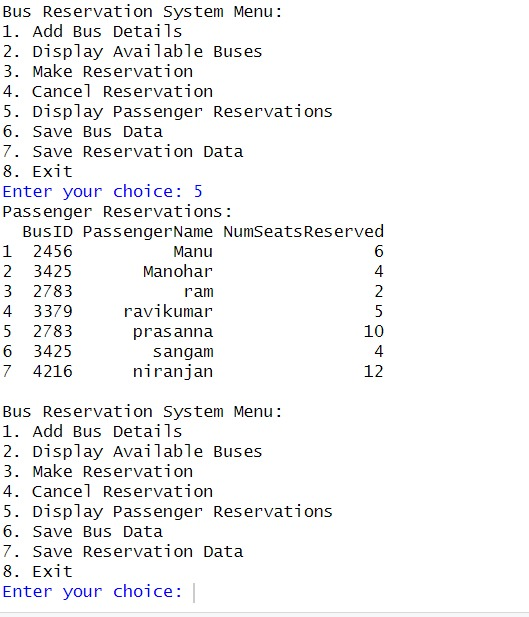 Bus Reservation System Menu:
1. Add Bus Details
2. Display Available Buses
3. Make Reservation
4. Cancel Reservation
5. Display Passenger Reservations
6. Save Bus Data
7. Save Reservation Data
8. Exit
Enter your choice: 5
Passenger Reservations:
  BusID PassengerName NumSeatsReserved
1  2456          Manu                6
2  3425       Manohar                4
3  2783           ram                2
4  3379     ravikumar                5
5  2783      prasanna               10
6  3425        sangam                4
7  4216      niranjan               12

Bus Reservation System Menu:
1. Add Bus Details
2. Display Available Buses
3. Make Reservation
4. Cancel Reservation
5. Display Passenger Reservations
6. Save Bus Data
7. Save Reservation Data
8. Exit
Enter your choice: